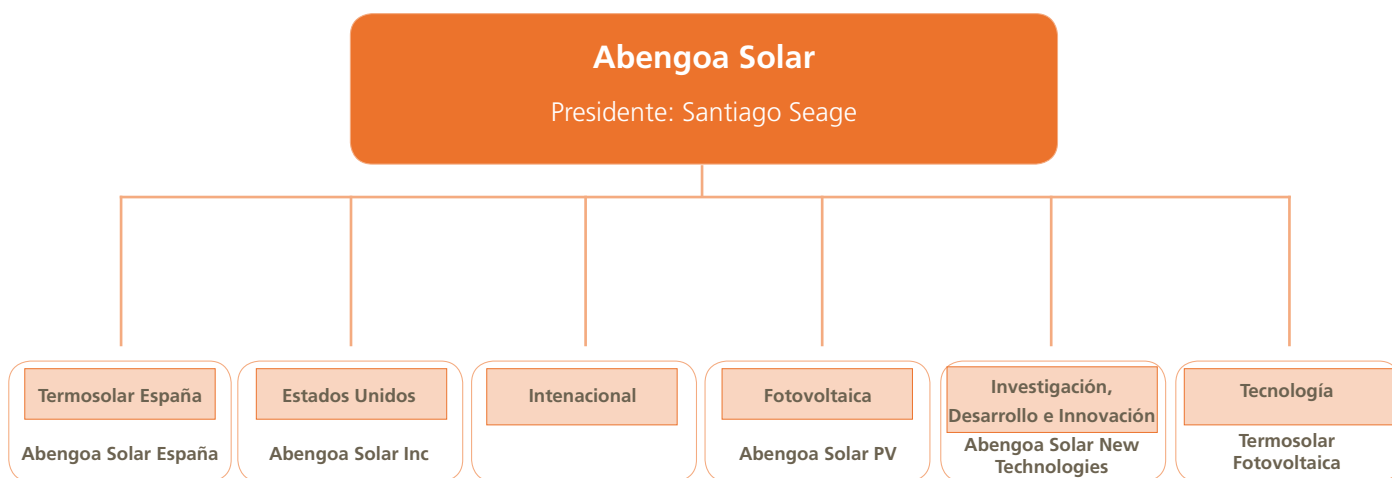 Abengoa Solar
Presidente: Santiago Seage
Termosolar España
Abengoa Solar España
Estados Unidos
Abengoa Solar Inc
Intenacional
Fotovoltaica
Abengoa Solar PV
Investigación,
Desarrollo e Innovación
Abengoa Solar New
Technologies
Tecnología
Termosolar
Fotovoltaica